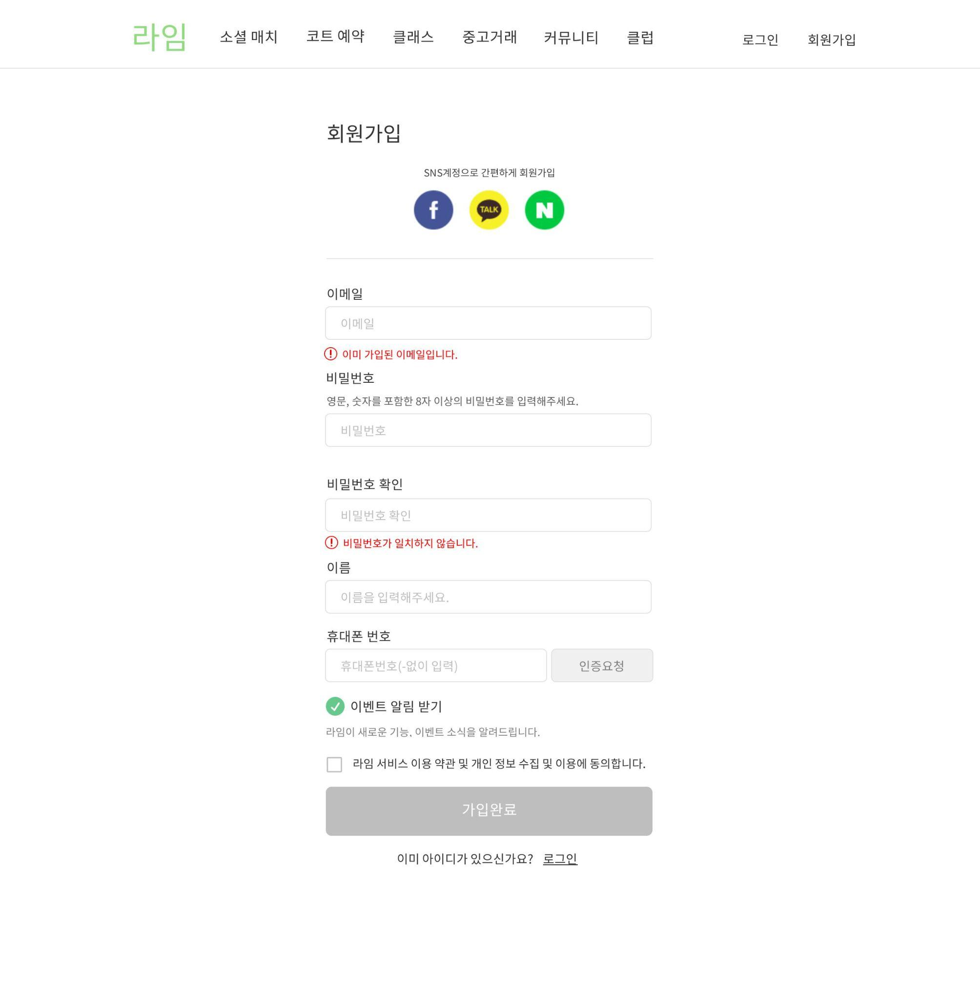 라임 소셜 매치 코트 예약 클래스 중고거래 커뮤니티 클럽 로그인 회원가입
회원가입
SNS계정으로 간편하게 회원가입
f TALK N
이메일
이메일
이미 가입된 이메일입니다.
비밀번호
영문, 숫자를 포함한 8자 이상의 비밀번호를 입력해주세요.
비밀번호
비밀번호 확인
비밀번호 확인
비밀번호가 일치하지 않습니다.
이름
이름을 입력해주세요.
휴대폰 번호
휴대폰번호(-없이 입력) 인증요청
이벤트 알림 받기
라임이 새로운 기능, 이벤트 소식을 알려드립니다.
라임 서비스 이용 약관 및 개인 정보 수집 및 이용에 동의합니다.
가입완료
이미 아이디가 있으신가요? 로그인